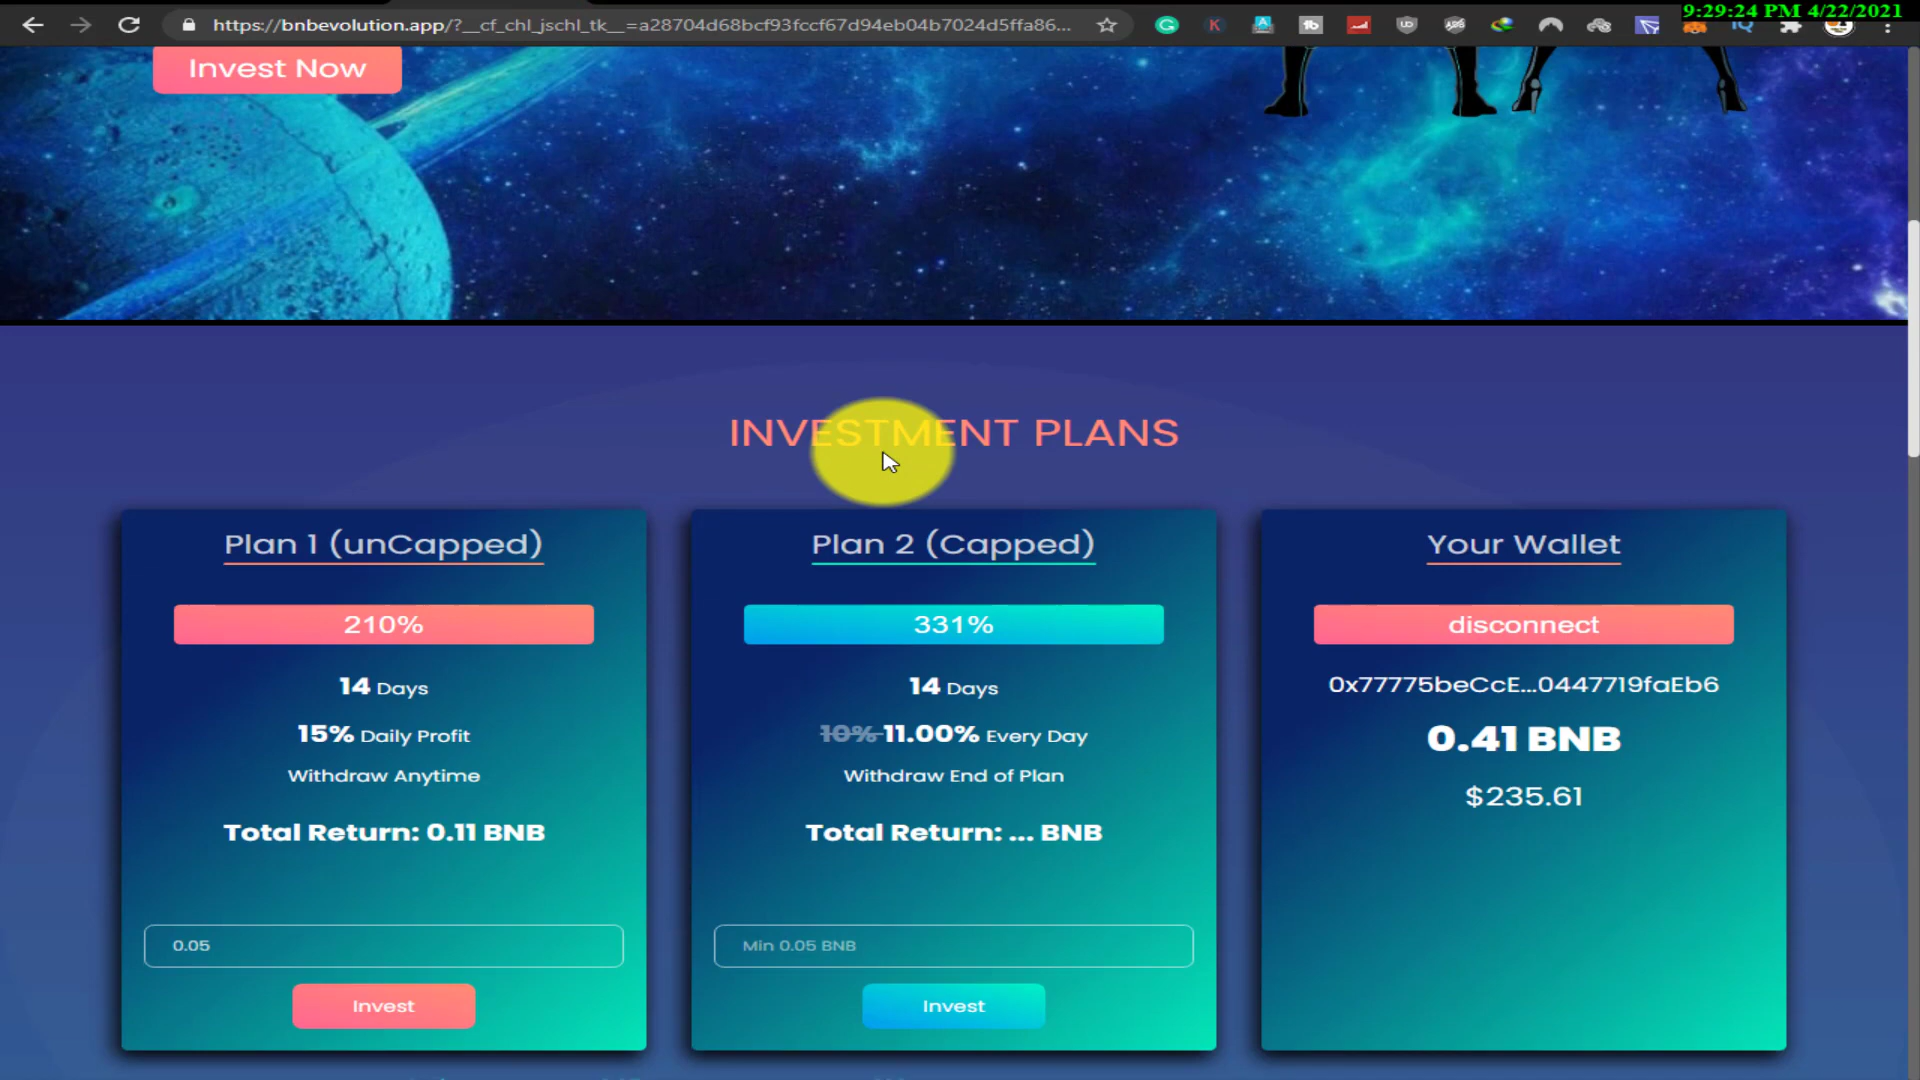 9:29:24 PM 4/22/2021
https://bnbevolution.app/?__cf_chl_jschl_tk__=a28704d68bcf93fccf67d94eb04b7024d5ffa86...
Invest Now
INVESTMENT PLANS
Plan 1 (unCapped)
210%
14 Days
15% Daily Profit
Withdraw Anytime
Total Return: 0.11 BNB
0.05
Invest
Plan 2 (Capped)
331%
14 Days
10% 11.00% Every Day
Withdraw End of Plan
Total Return: ... BNB
Min 0.05 BNB
Invest
Your Wallet
disconnect
0x77775beCcE...0447719faEb6
0.41 BNB
$235.61